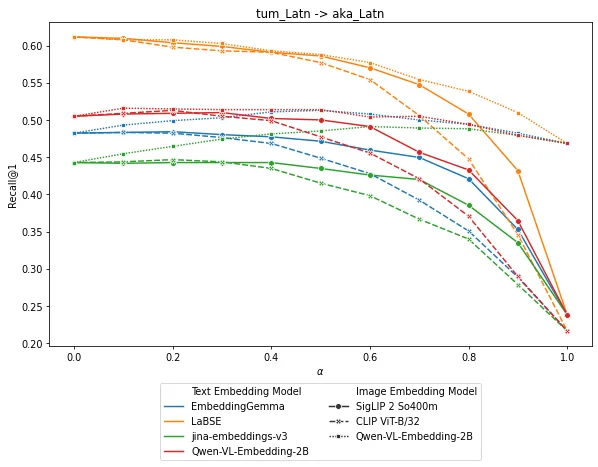 tum_Latn -> aka_Latn
Recall@1
0.60
0.55
0.50
0.45
0.40
0.35
0.30
0.25
0.20
0.0 0.2 0.4 0.6 0.8 1.0
α
Text Embedding Model Image Embedding Model
EmbeddingGemma SigLIP 2 So400m
LaBSE CLIP ViT-B/32
jina-embeddings-v3 Qwen-VL-Embedding-2B
Qwen-VL-Embedding-2B